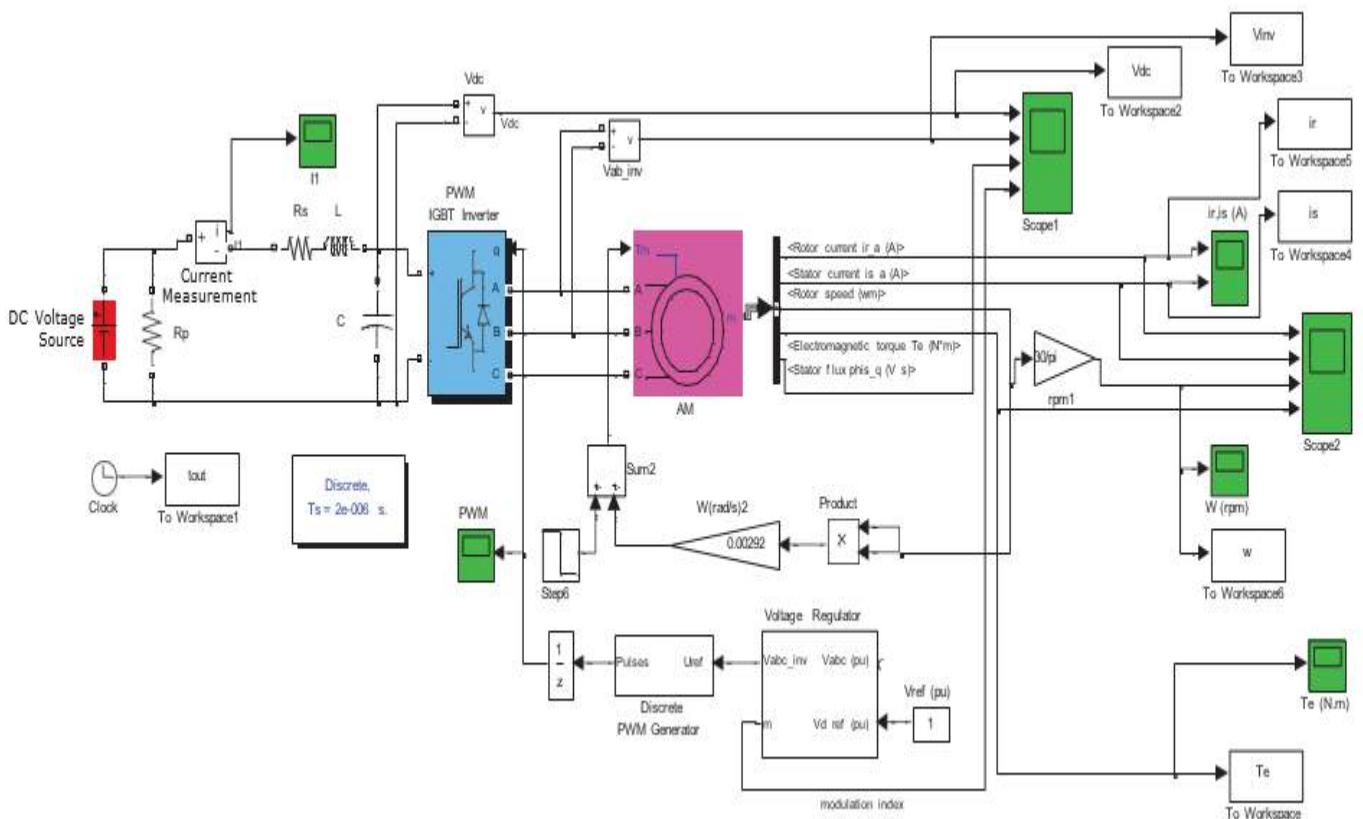 Vinv
To Workspace3
Vdc
To Workspace2
Vdc
+
-
v
Vdc
+
-
v
Vab_inv
Scope1
ir
To Workspace5
is
To Workspace4
ir,is (A)
I1
PWM
IGBT Inverter
Rs
L
+
-
i
I1
Current
Measurement
DC Voltage
Source
+
Rp
C
+
-
g
A
B
C
Tm
A
B
C
m
AM
<Rotor current ir_a (A)>
<Stator current is_a (A)>
<Rotor speed (wm)>
<Electromagnetic torque Te (N*m)>
<Stator flux phis_q (V s)>
30/pi
rpm1
Scope2
W (rpm)
w
To Workspace6
Clock
tout
To Workspace1
Discrete,
Ts = 2e-006 s.
PWM
Sum2
Step6
W(rad/s)2
0.00292
Product
X
Voltage Regulator
Vabc_inv
Vabc (pu)
m
Vd ref (pu)
Vref (pu)
1
1
z
Pulses
Uref
Discrete
PWM Generator
modulation index
Te (N.m)
Te
To Workspace